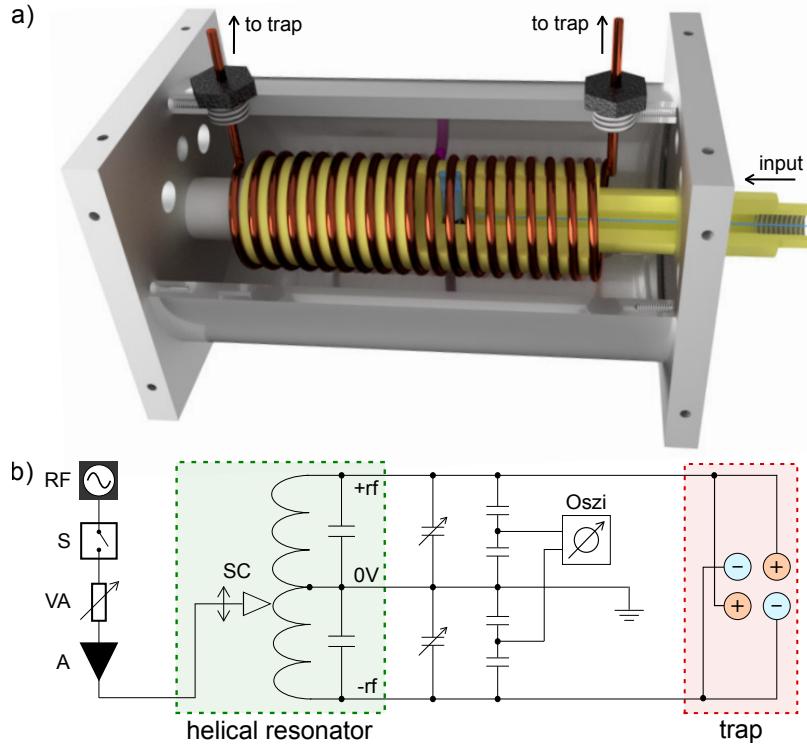 a)
to trap
to trap
input
b)
RF
+rf
Oszi
S
SC
0V
VA
A
-rf
helical resonator
trap
− +
+ −